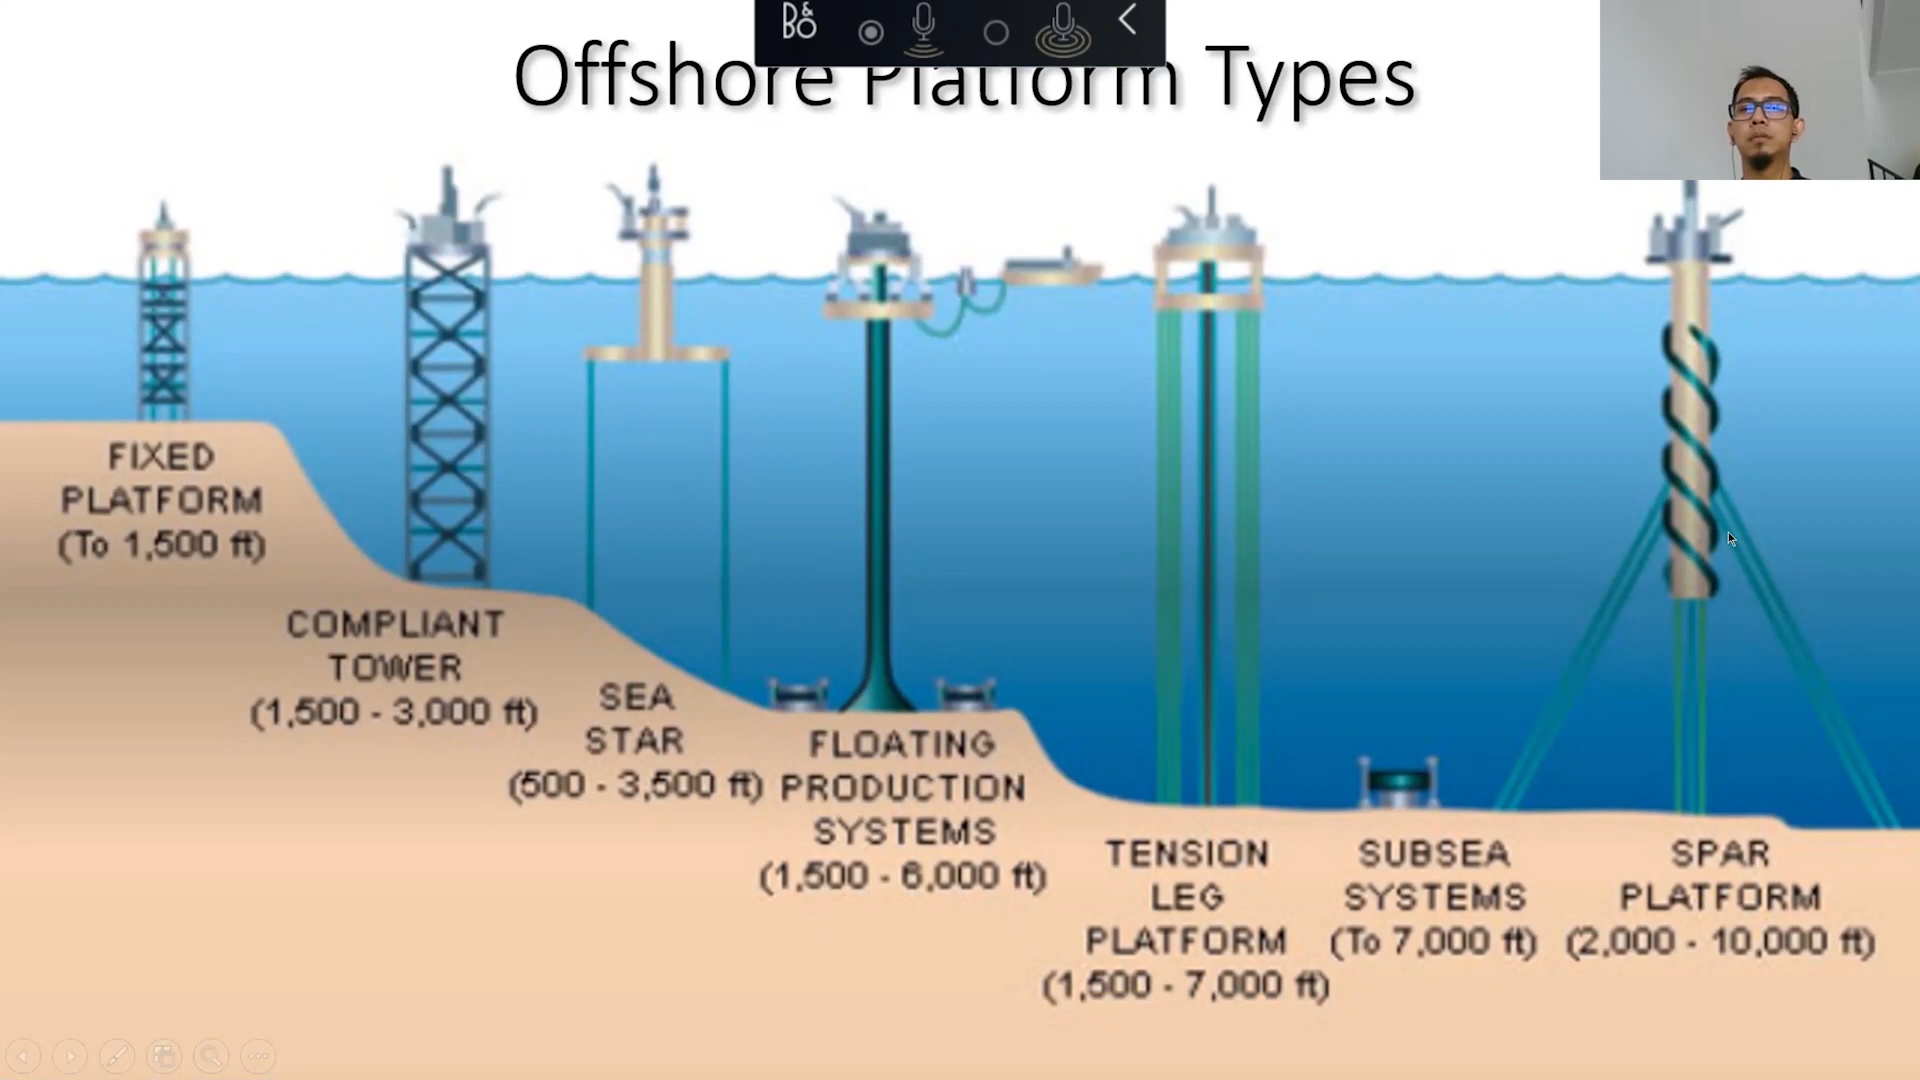 B&O
Offshore Platform Types
FIXED
PLATFORM
(To 1,500 ft)
COMPLIANT
TOWER
(1,500 - 3,000 ft)
SEA
STAR
(500 - 3,500 ft)
FLOATING
PRODUCTION
SYSTEMS
(1,500 - 6,000 ft)
TENSION
LEG
PLATFORM
(1,500 - 7,000 ft)
SUBSEA
SYSTEMS
(To 7,000 ft)
SPAR
PLATFORM
(2,000 - 10,000 ft)